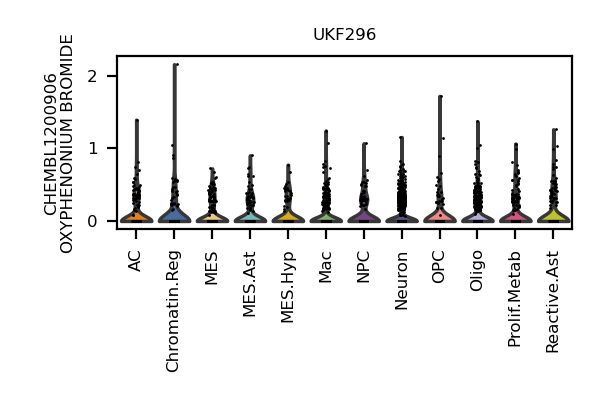 UKF296
CHEMBL1200906
OXYPHENONIUM BROMIDE
2
1
0
AC
Chromatin.Reg
MES
MES.Ast
MES.Hyp
Mac
NPC
Neuron
OPC
Oligo
Prolif.Metab
Reactive.Ast